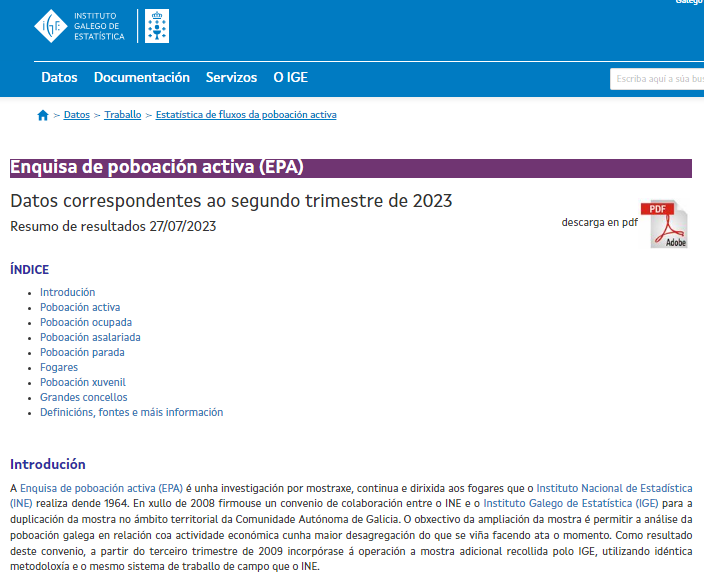 Galego
INSTITUTO
GALEGO DE
ESTATÍSTICA
IGE
Datos Documentación Servizos O IGE
Escriba aquí a súa bus
> Datos > Traballo > Estatística de fluxos da poboación activa
Enquisa de poboación activa (EPA)
Datos correspondentes ao segundo trimestre de 2023
Resumo de resultados 27/07/2023
descarga en pdf
PDF
Adobe
ÍNDICE
Introdución
Poboación activa
Poboación ocupada
Poboación asalariada
Poboación parada
Fogares
Poboación xuvenil
Grandes concellos
Definicións, fontes e máis información
Introdución
A Enquisa de poboación activa (EPA) é unha investigación por mostraxe, continua e dirixida aos fogares que o Instituto Nacional de Estadística
(INE) realiza dende 1964. En xullo de 2008 firmouse un convenio de colaboración entre o INE e o Instituto Galego de Estatística (IGE) para a
duplicación da mostra no ámbito territorial da Comunidade Autónoma de Galicia. O obxectivo da ampliación da mostra é permitir a análise da
poboación galega en relación coa actividade económica cunha maior desagregación do que se viña facendo ata o momento. Como resultado
deste convenio, a partir do terceiro trimestre de 2009 incorpórase á operación a mostra adicional recollida polo IGE, utilizando idéntica
metodoloxía e o mesmo sistema de traballo de campo que o INE.